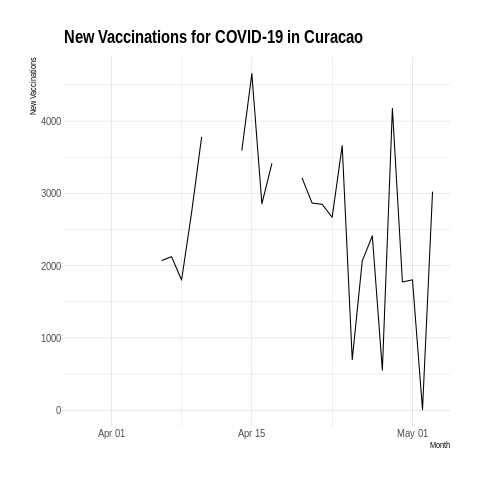 New Vaccinations for COVID-19 in Curacao
New Vaccinations
4000
3000
2000
1000
0
Apr 01
Apr 15
May 01
Month